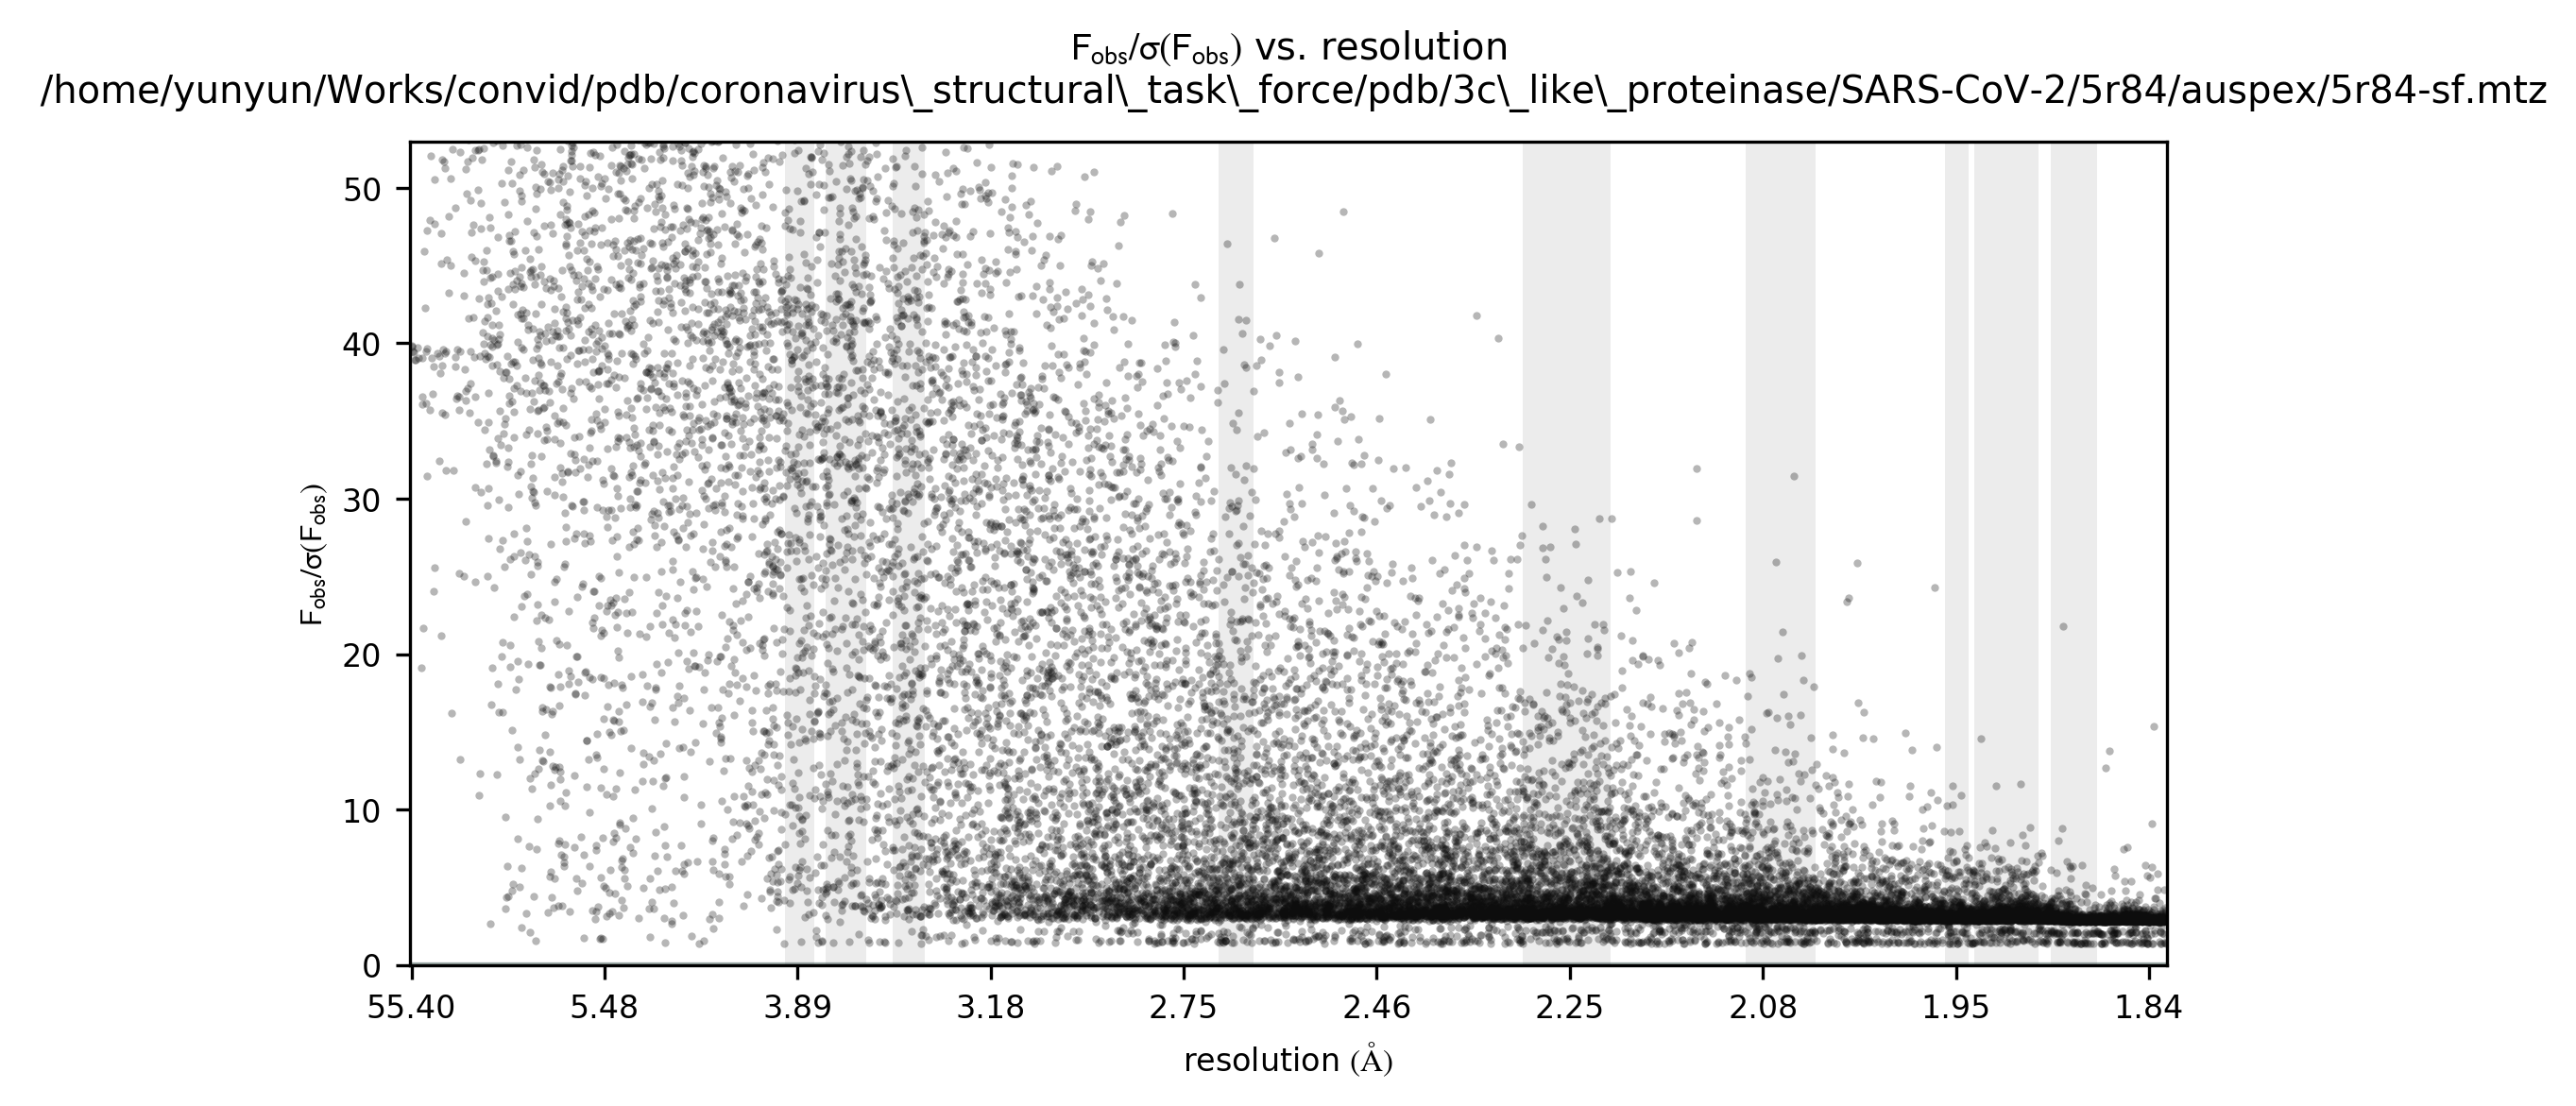 Fobs/σ(Fobs) vs. resolution
/home/yunyun/Works/convid/pdb/coronavirus\_structural\_task\_force/pdb/3c\_like\_proteinase/SARS-CoV-2/5r84/auspex/5r84-sf.mtz
Fobs/σ(Fobs)
50
40
30
20
10
0
55.40 5.48 3.89 3.18 2.75 2.46 2.25 2.08 1.95 1.84
resolution (Å)